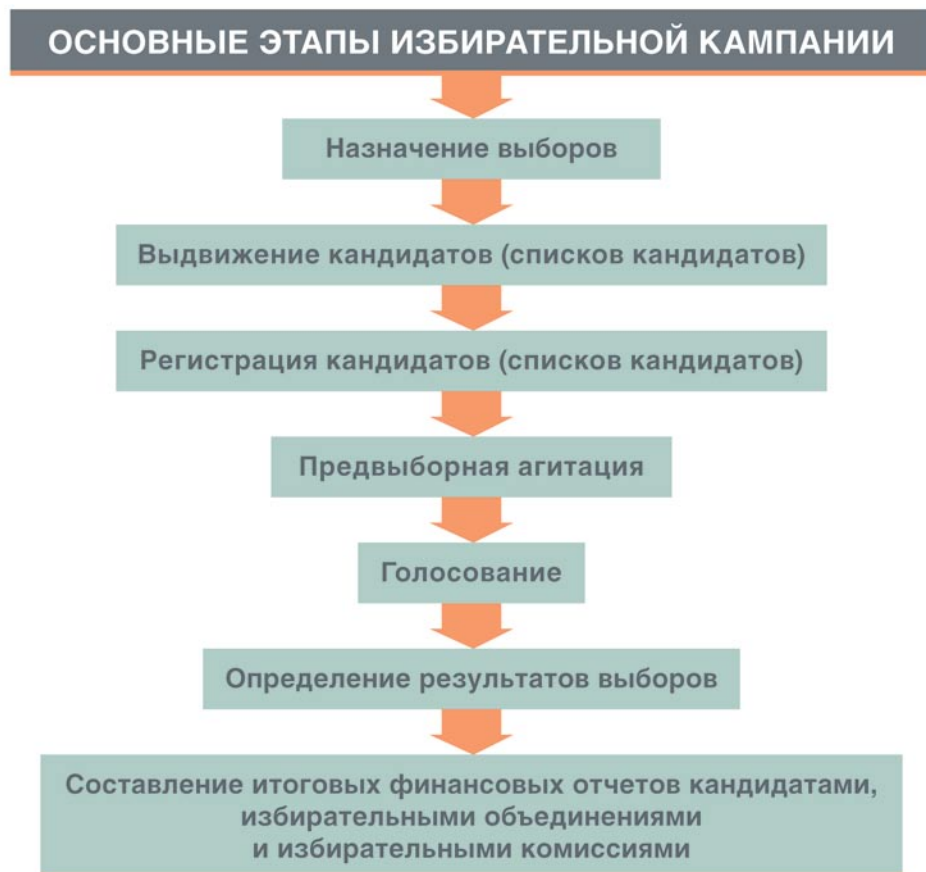 ОСНОВНЫЕ ЭТАПЫ ИЗБИРАТЕЛЬНОЙ КАМПАНИИ
Назначение выборов
Выдвижение кандидатов (списков кандидатов)
Регистрация кандидатов (списков кандидатов)
Предвыборная агитация
Голосование
Определение результатов выборов
Составление итоговых финансовых отчетов кандидатами,
избирательными объединениями
и избирательными комиссиями